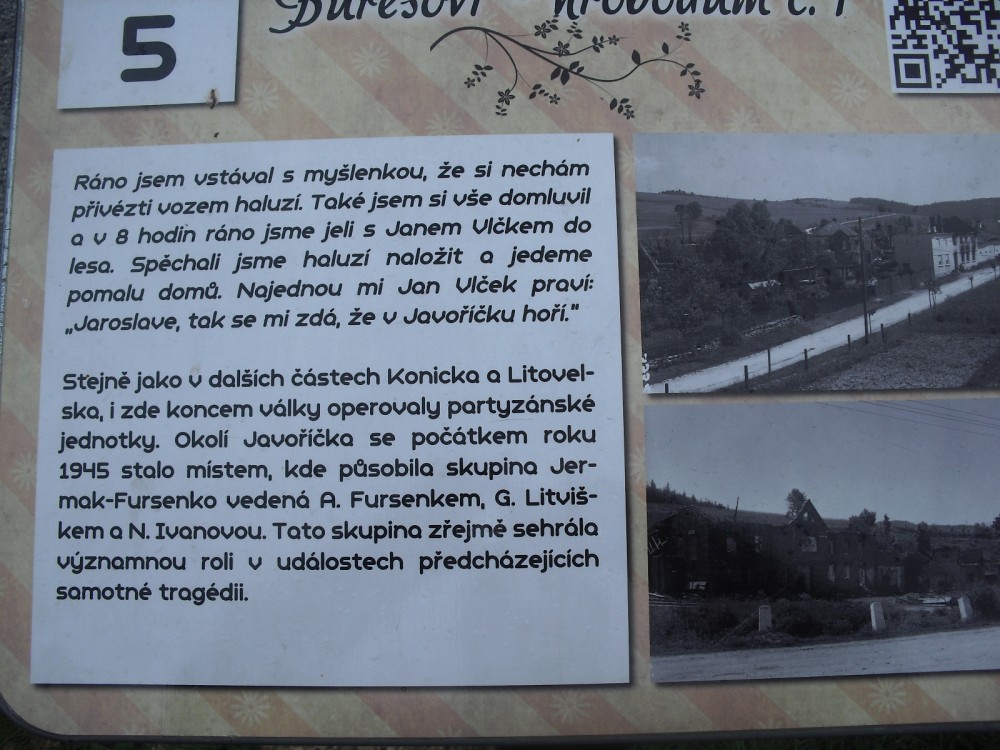 5
Burešovi hrobodům č. 1
Ráno jsem vstával s myšlenkou, že si nechám
přivézti vozem haluzí. Také jsem si vše domluvil
a v 8 hodin ráno jsme jeli s Janem Vlčkem do
lesa. Spěchali jsme haluzí naložit a jedeme
pomalu domů. Najednou mi Jan Vlček praví:
„Jaroslave, tak se mi zdá, že v Javoříčku hoří.“
Stejně jako v dalších částech Konicka a Litovel-
ska, i zde koncem války operovaly partyzánské
jednotky. Okolí Javoříčka se počátkem roku
1945 stalo místem, kde působila skupina Jer-
mak-Fursenko vedená A. Fursenkem, G. Litviš-
kem a N. Ivanovou. Tato skupina zřejmě sehrála
významnou roli v událostech předcházejících
samotné tragédii.